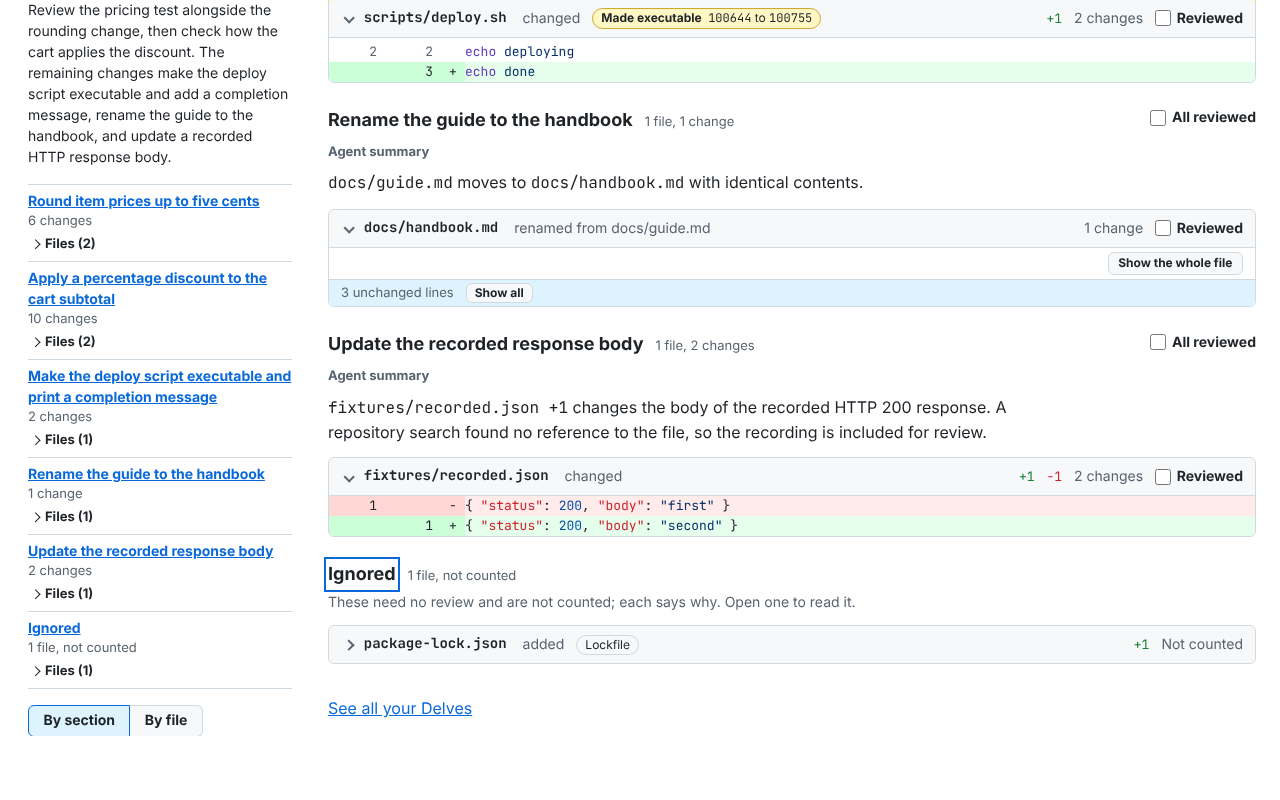 Review the pricing test alongside the
rounding change, then check how the
cart applies the discount. The
remaining changes make the deploy
script executable and add a completion
message, rename the guide to the
handbook, and update a recorded
HTTP response body.
Round item prices up to five cents
6 changes
Files (2)
Apply a percentage discount to the
cart subtotal
10 changes
Files (2)
Make the deploy script executable and
print a completion message
2 changes
Files (1)
Rename the guide to the handbook
1 change
Files (1)
Update the recorded response body
2 changes
Files (1)
Ignored
1 file, not counted
Files (1)
By section By file
scripts/deploy.sh changed Made executable 100644 to 100755 +1 2 changes Reviewed
2 2 echo deploying
3 + echo done
Rename the guide to the handbook 1 file, 1 change All reviewed
Agent summary
docs/guide.md moves to docs/handbook.md with identical contents.
docs/handbook.md renamed from docs/guide.md 1 change Reviewed
Show the whole file
3 unchanged lines Show all
Update the recorded response body 1 file, 2 changes All reviewed
Agent summary
fixtures/recorded.json +1 changes the body of the recorded HTTP 200 response. A
repository search found no reference to the file, so the recording is included for review.
fixtures/recorded.json changed +1 -1 2 changes Reviewed
1 - { "status": 200, "body": "first" }
1 + { "status": 200, "body": "second" }
Ignored 1 file, not counted
These need no review and are not counted; each says why. Open one to read it.
package-lock.json added Lockfile +1 Not counted
See all your Delves